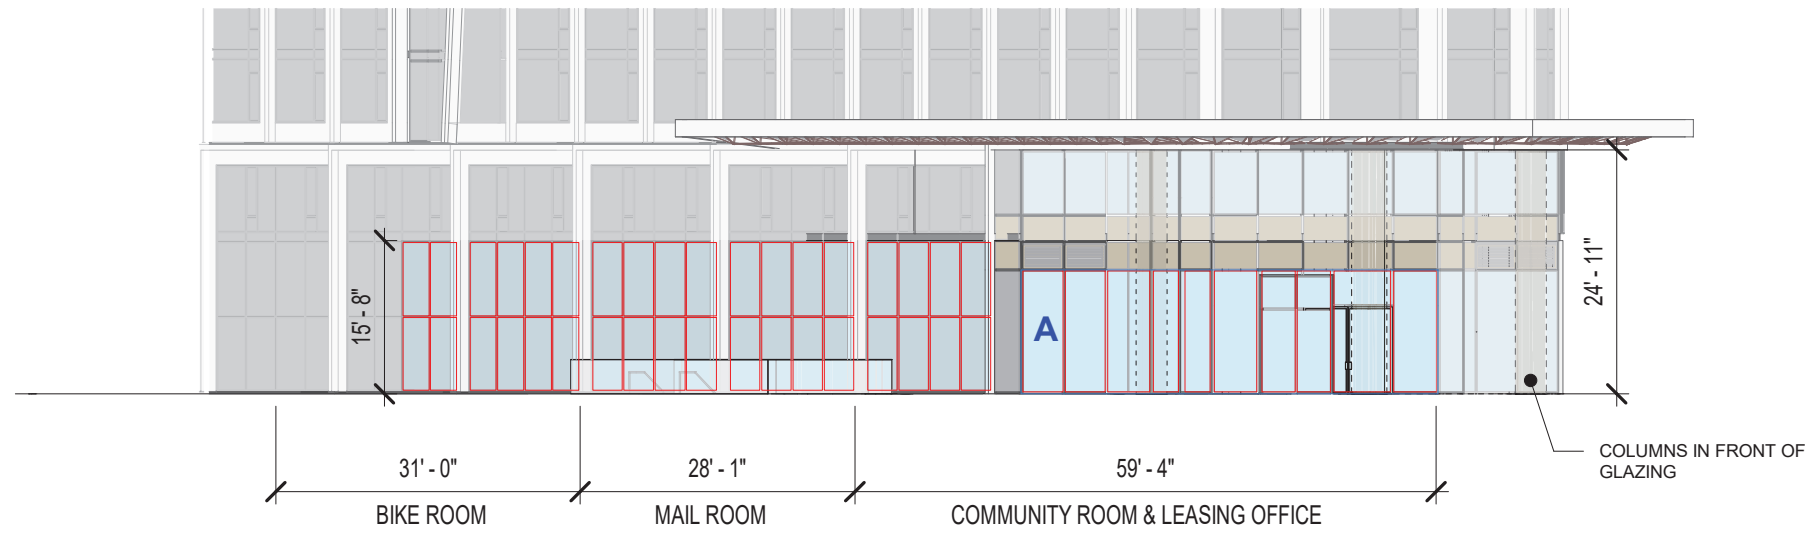 A
15' - 8"
24' - 11"
COLUMNS IN FRONT OF
GLAZING
31' - 0"
28' - 1"
59' - 4"
BIKE ROOM
MAIL ROOM
COMMUNITY ROOM & LEASING OFFICE